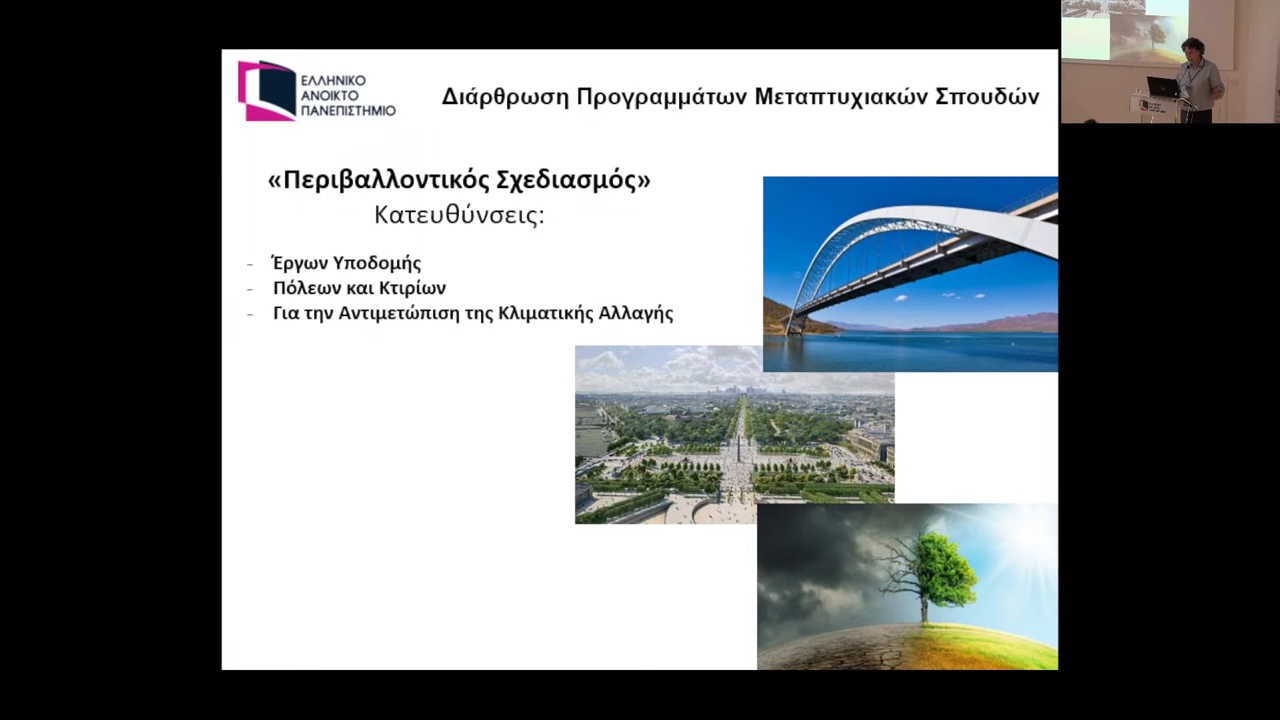 ΕΛΛΗΝΙΚΟ
ΑΝΟΙΚΤΟ
ΠΑΝΕΠΙΣΤΗΜΙΟ
Διάρθρωση Προγραμμάτων Μεταπτυχιακών Σπουδών
«Περιβαλλοντικός Σχεδιασμός»
Κατευθύνσεις:
- Έργων Υποδομής
- Πόλεων και Κτιρίων
- Για την Αντιμετώπιση της Κλιματικής Αλλαγής